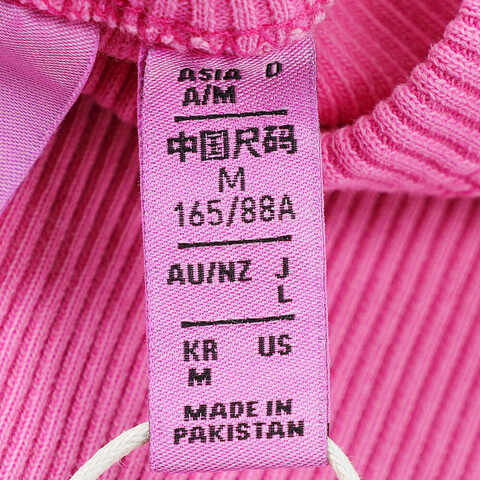 ASIA D
A/M
中国尺码
M
165/88A
AU/NZ J
L
KR US
M
MADE IN
PAKISTAN